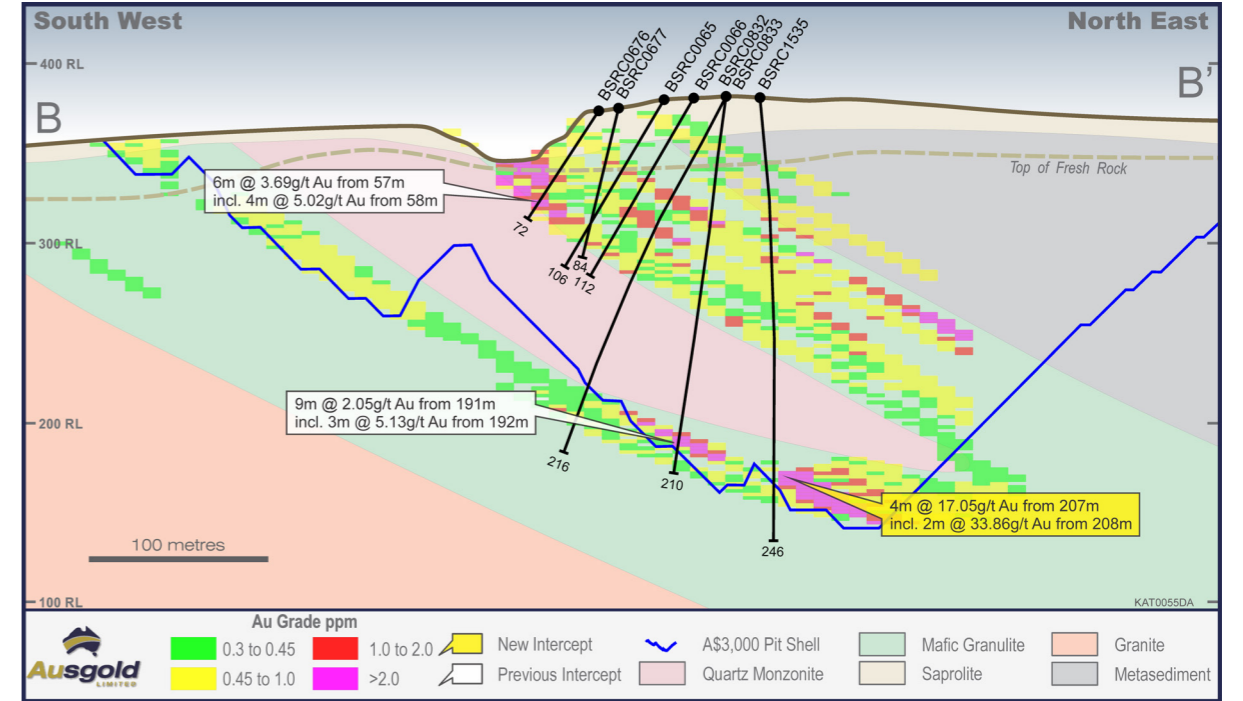 South West
North East
400 RL
B
B'
BSRC0676
BSRC0677
BSRC0065
BSRC0066
BSRC0832
BSRC0833
BSRC1535
Top of Fresh Rock
6m @ 3.69g/t Au from 57m
incl. 4m @ 5.02g/t Au from 58m
72
300 RL
84
106
112
9m @ 2.05g/t Au from 191m
incl. 3m @ 5.13g/t Au from 192m
200 RL
216
210
4m @ 17.05g/t Au from 207m
incl. 2m @ 33.86g/t Au from 208m
246
100 metres
100 RL
KAT0055DA
Ausgold
LIMITED
Au Grade ppm
0.3 to 0.45
1.0 to 2.0
0.45 to 1.0
>2.0
New Intercept
Previous Intercept
A$3,000 Pit Shell
Quartz Monzonite
Mafic Granulite
Saprolite
Granite
Metasediment